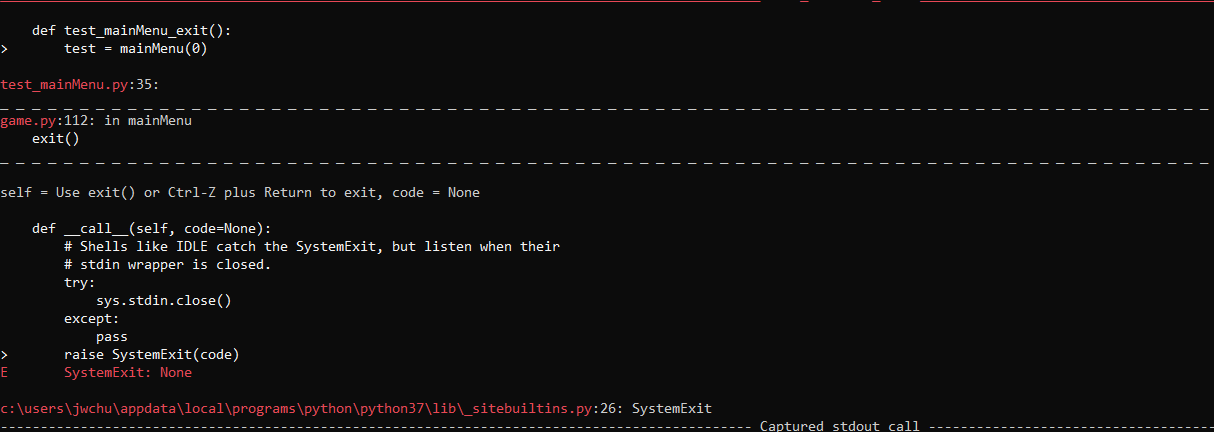 def test_mainMenu_exit():
>       test = mainMenu(0)
test_mainMenu.py:35:
_ _ _ _ _ _ _ _ _ _ _ _ _ _ _ _ _ _ _ _ _ _ _ _ _ _ _ _ _ _ _ _ _ _ _ _ _ _ _ _ _ _ _ _ _ _ _ _ _ _ _ _ _ _ _ _ _ _ _ _ _ _ _ _ _ _ _ _ _ _ _ _ _ _ _ _
game.py:112: in mainMenu
    exit()
_ _ _ _ _ _ _ _ _ _ _ _ _ _ _ _ _ _ _ _ _ _ _ _ _ _ _ _ _ _ _ _ _ _ _ _ _ _ _ _ _ _ _ _ _ _ _ _ _ _ _ _ _ _ _ _ _ _ _ _ _ _ _ _ _ _ _ _ _ _ _ _ _ _ _ _
self = Use exit() or Ctrl-Z plus Return to exit, code = None
    def __call__(self, code=None):
        # Shells like IDLE catch the SystemExit, but listen when their
        # stdin wrapper is closed.
        try:
            sys.stdin.close()
        except:
            pass
>       raise SystemExit(code)
E       SystemExit: None
c:\users\jwchu\appdata\local\programs\python\python37\lib\_sitebuiltins.py:26: SystemExit
---------------------------------------------------------------------------------------------- Captured stdout call ------------------------------------